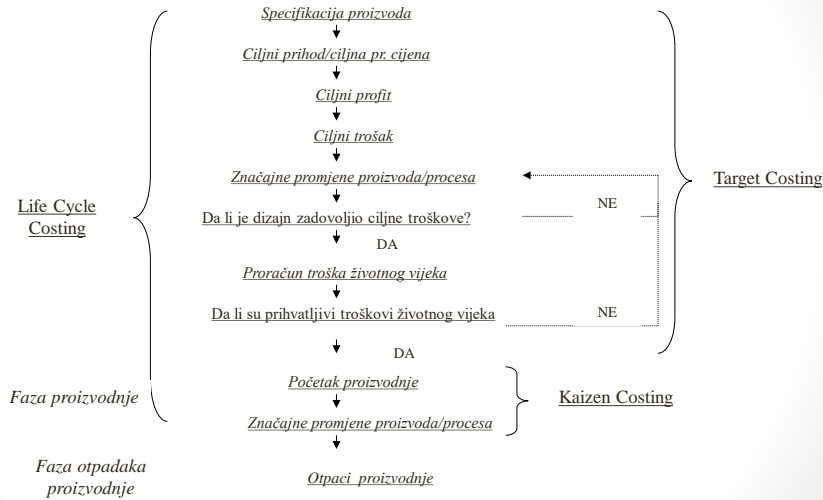 Specifikacija proizvoda
Ciljni prihod/ciljna pr. cijena
Ciljni profit
Ciljni trošak
Značajne promjene proizvoda/procesa
Target Costing
Life Cycle
Costing
Da li je dizajn zadovoljio ciljne troškove?
NE
DA
Proračun troška životnog vijeka
Da li su prihvatljivi troškovi životnog vijeka
NE
DA
Početak proizvodnje
Faza proizvodnje
Kaizen Costing
Značajne promjene proizvoda/procesa
Faza otpadaka
proizvodnje
Otpaci proizvodnje